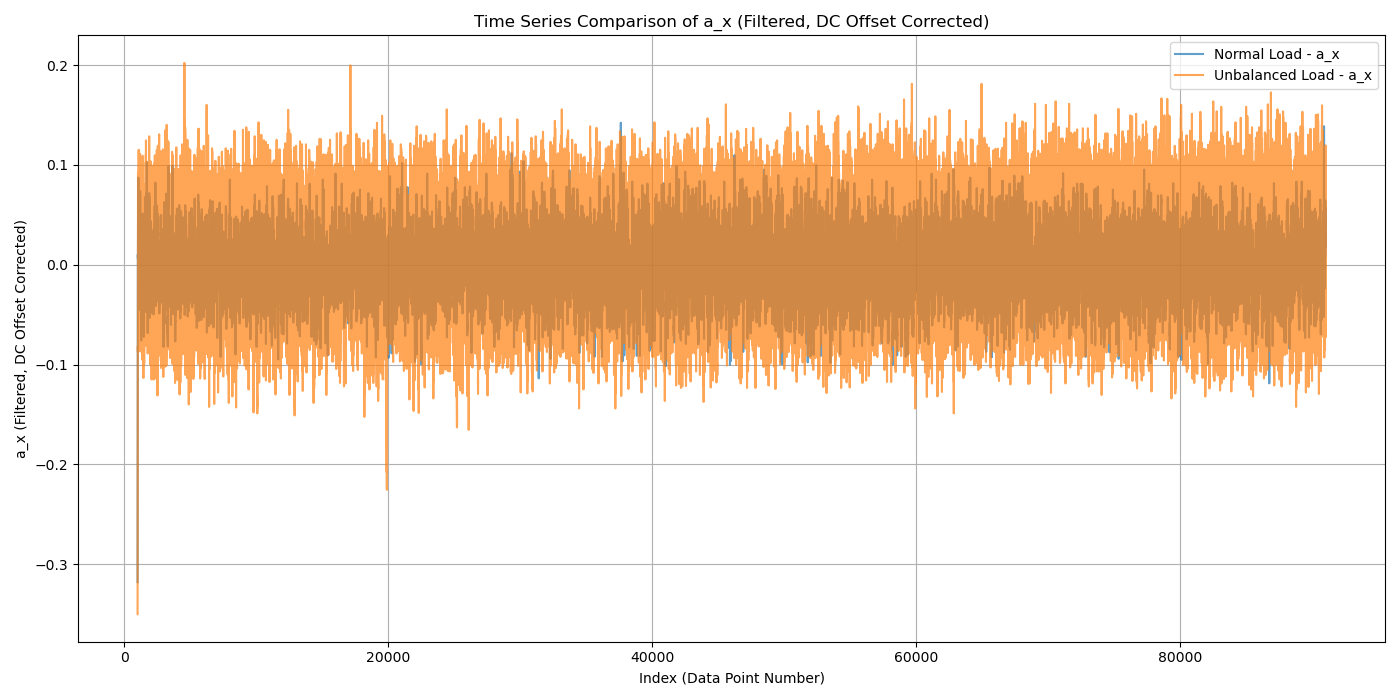 Time Series Comparison of a_x (Filtered, DC Offset Corrected)
Normal Load - a_x
Unbalanced Load - a_x
a_x (Filtered, DC Offset Corrected)
0.2
0.1
0.0
−0.1
−0.2
−0.3
0 20000 40000 60000 80000
Index (Data Point Number)